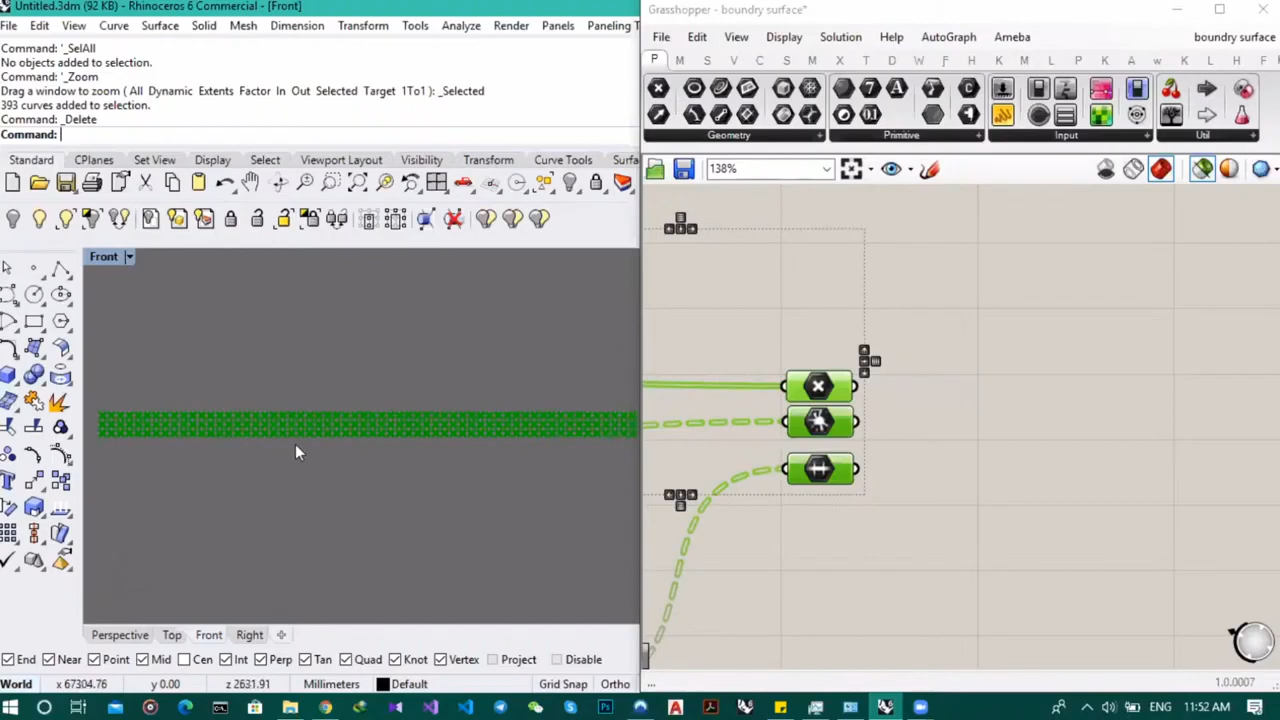 Untitled.3dm (92 KB) - Rhinoceros 6 Commercial - [Front]
File Edit View Curve Surface Solid Mesh Dimension Transform Tools Analyze Render Panels Paneling T
Command: '_SelAll
No objects added to selection.
Command: '_Zoom
Drag a window to zoom ( All Dynamic Extents Factor In Out Selected Target 1To1 ): _Selected
393 curves added to selection.
Command: _Delete
Command:
Standard CPlanes Set View Display Select Viewport Layout Visibility Transform Curve Tools Surfa
Front
Perspective Top Front Right
End Near Point Mid Cen Int Perp Tan Quad Knot Vertex Project Disable
World x 67304.76 y 0.00 z 2631.91 Millimeters Default Grid Snap Ortho
Grasshopper - boundry surface*
File Edit View Display Solution Help AutoGraph Ameba boundry surface
P M S V C S M X T D A w K L K L F
Geometry Primitive Input Util
138%
...
1.0.0007
ENG 11:52 AM